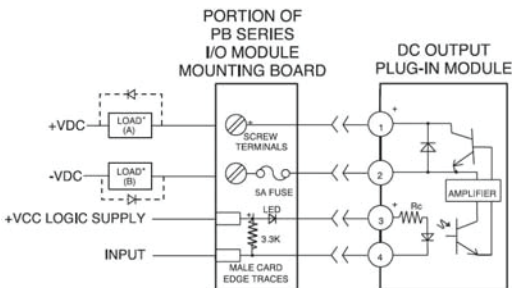 PORTION OF
PB SERIES
I/O MODULE
MOUNTING BOARD
DC OUTPUT
PLUG-IN MODULE
+VDC
LOAD*
(A)
+
SCREW
TERMINALS
+
1
-VDC
LOAD*
(B)
5A FUSE
2
AMPLIFIER
+VCC LOGIC SUPPLY
LED
+
3.3K
+
3
Rc
INPUT
4
MALE CARD
EDGE TRACES